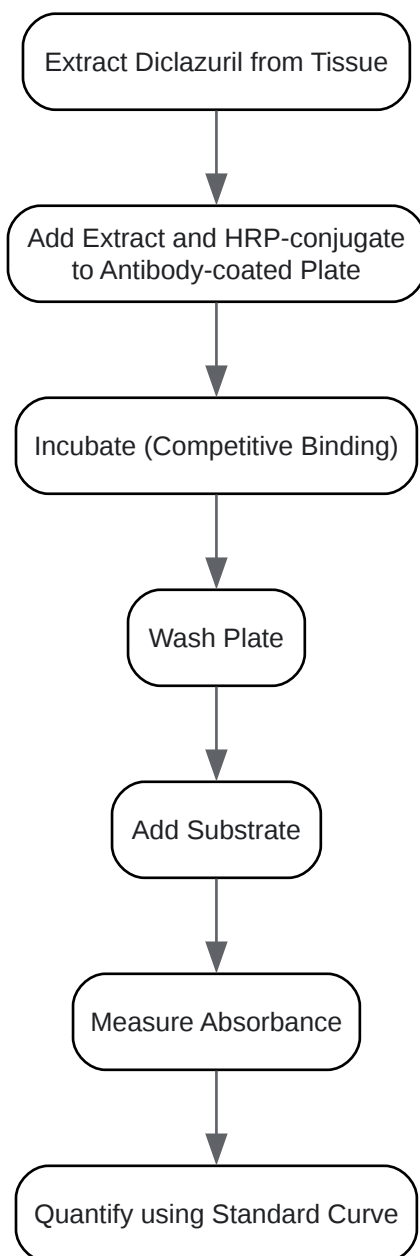 Extract Diclazuril from Tissue
Add Extract and HRP-conjugate
to Antibody-coated Plate
Incubate (Competitive Binding)
Wash Plate
Add Substrate
Measure Absorbance
Quantify using Standard Curve